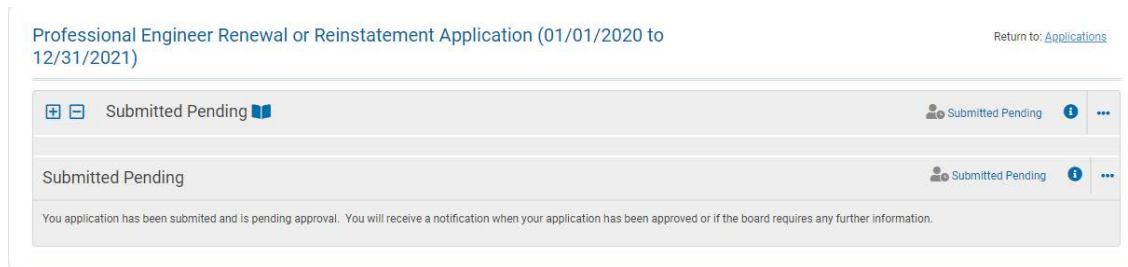 Professional Engineer Renewal or Reinstatement Application (01/01/2020 to
12/31/2021)
Return to: Applications
Submitted Pending
Submitted Pending
Submitted Pending
Submitted Pending
You application has been submited and is pending approval. You will receive a notification when your application has been approved or if the board requires any further information.